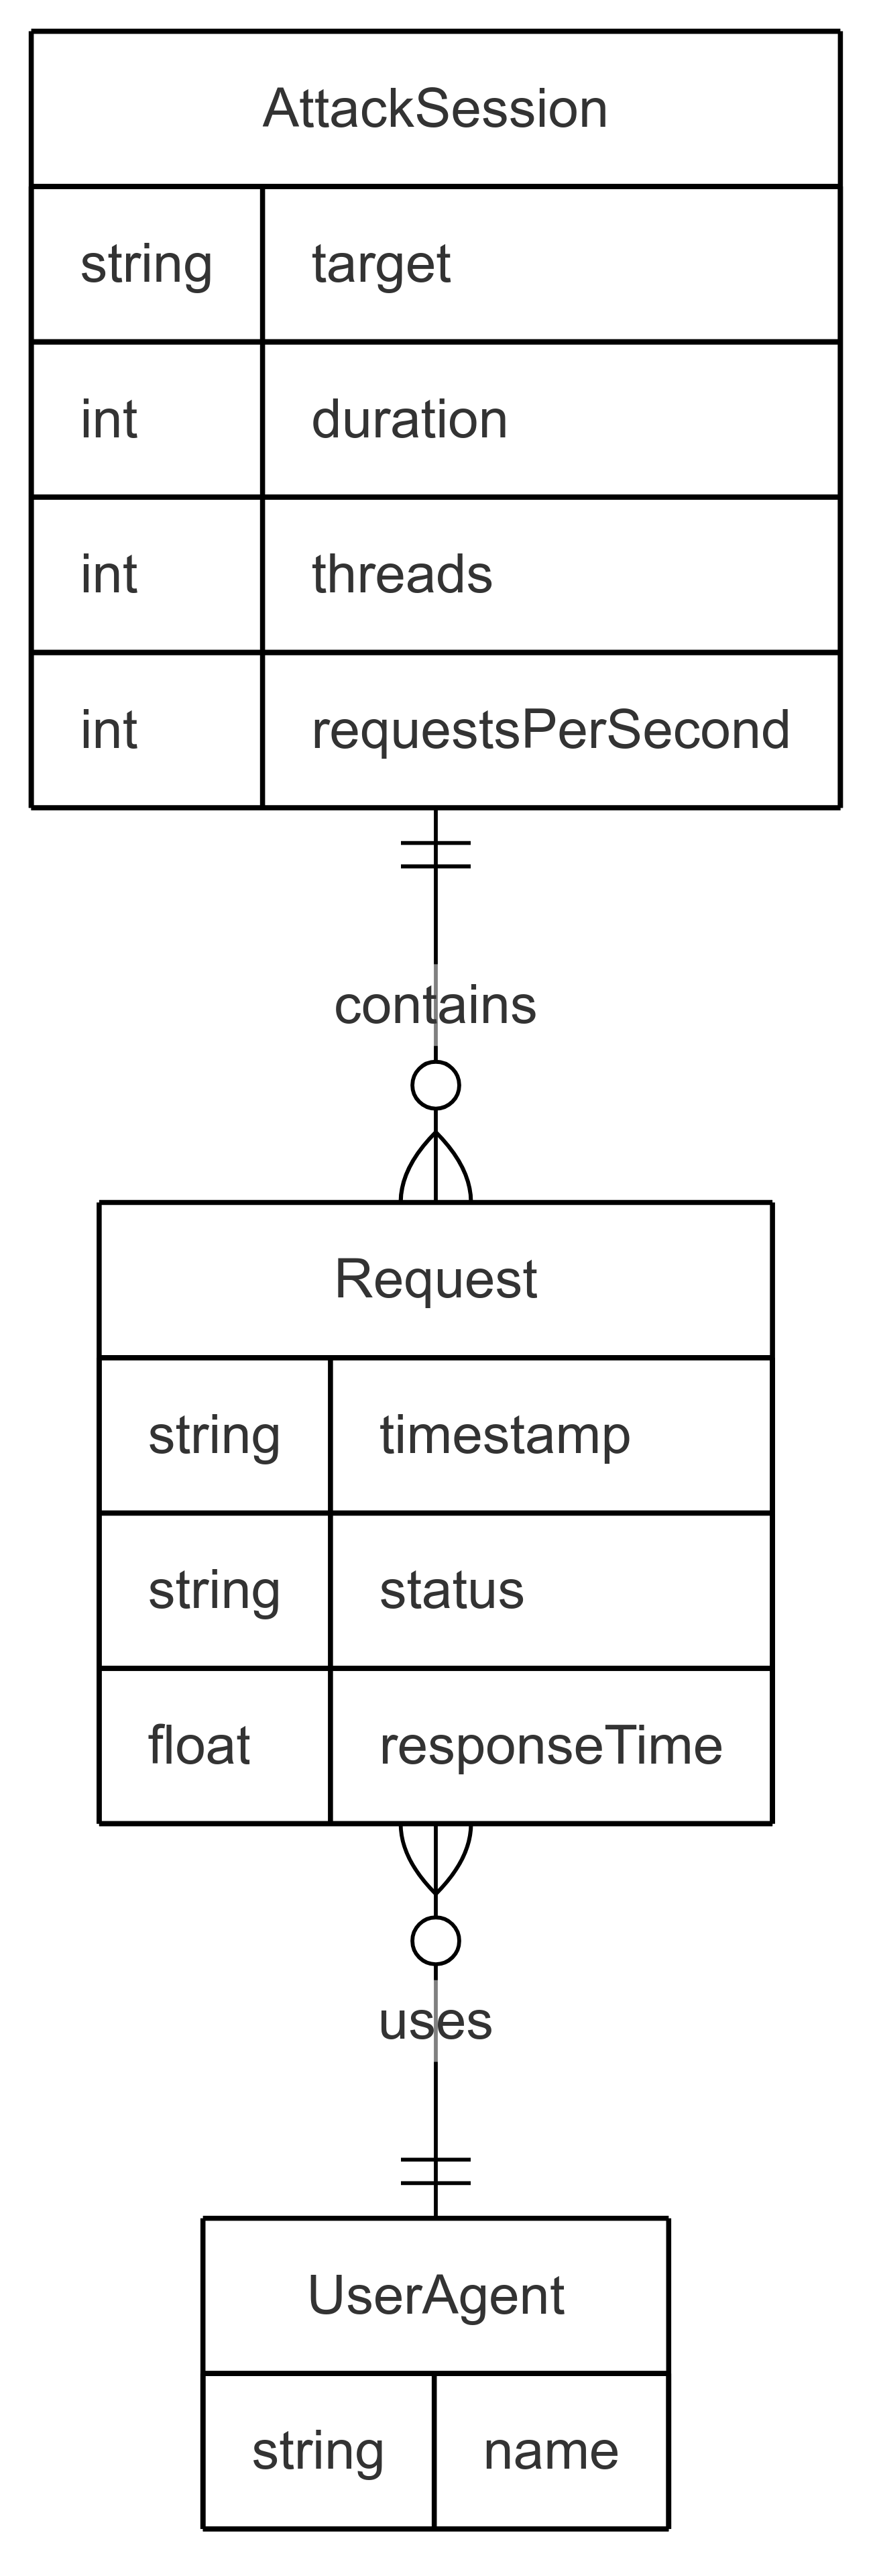 AttackSession
string target
int duration
int threads
int requestsPerSecond
contains
Request
string timestamp
string status
float responseTime
uses
UserAgent
string name